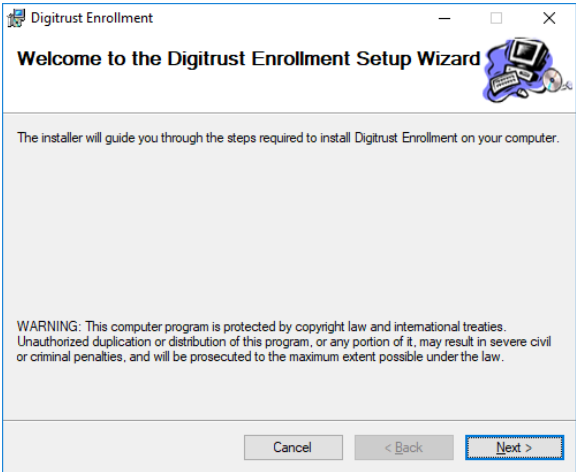 Digitrust Enrollment
Welcome to the Digitrust Enrollment Setup Wizard
The installer will guide you through the steps required to install Digitrust Enrollment on your computer.
WARNING: This computer program is protected by copyright law and international treaties.
Unauthorized duplication or distribution of this program, or any portion of it, may result in severe civil
or criminal penalties, and will be prosecuted to the maximum extent possible under the law.
Cancel < Back Next >